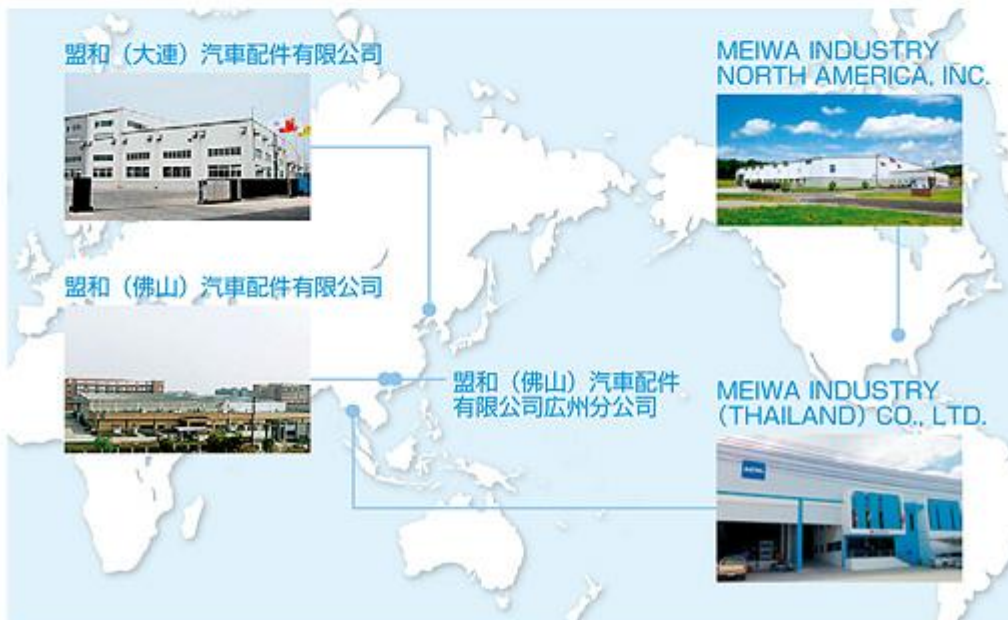 盟和（大連）汽車配件有限公司
MEIWA INDUSTRY
NORTH AMERICA, INC.
盟和（佛山）汽車配件有限公司
盟和（佛山）汽車配件
有限公司広州分公司
MEIWA INDUSTRY
(THAILAND) CO., LTD.